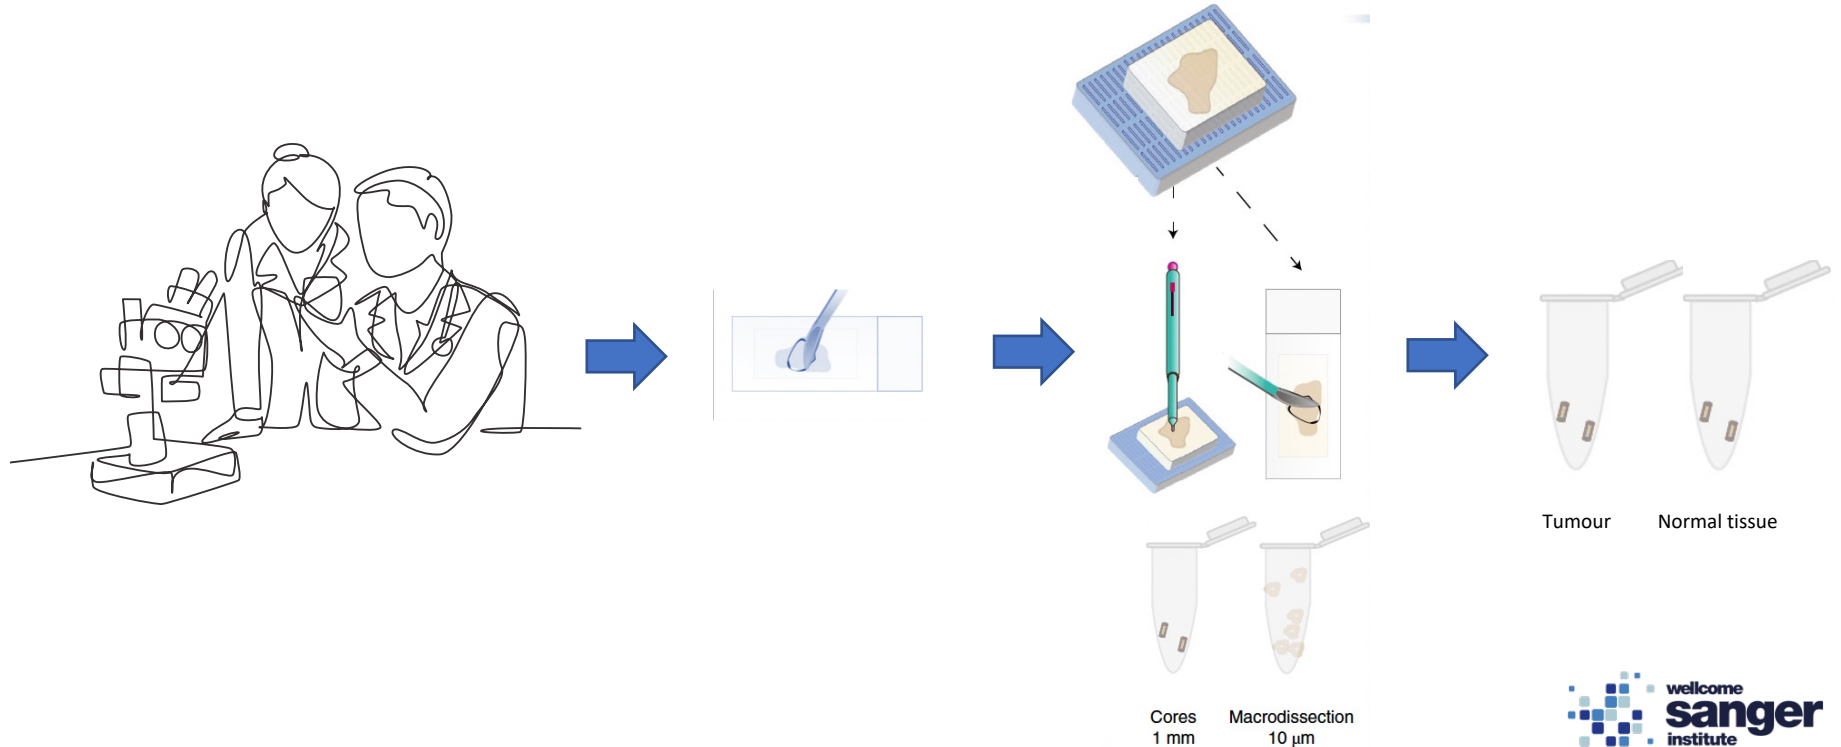 Tumour
Normal tissue
Cores
1 mm
Macrodissection
10 μm
wellcome
sanger
institute